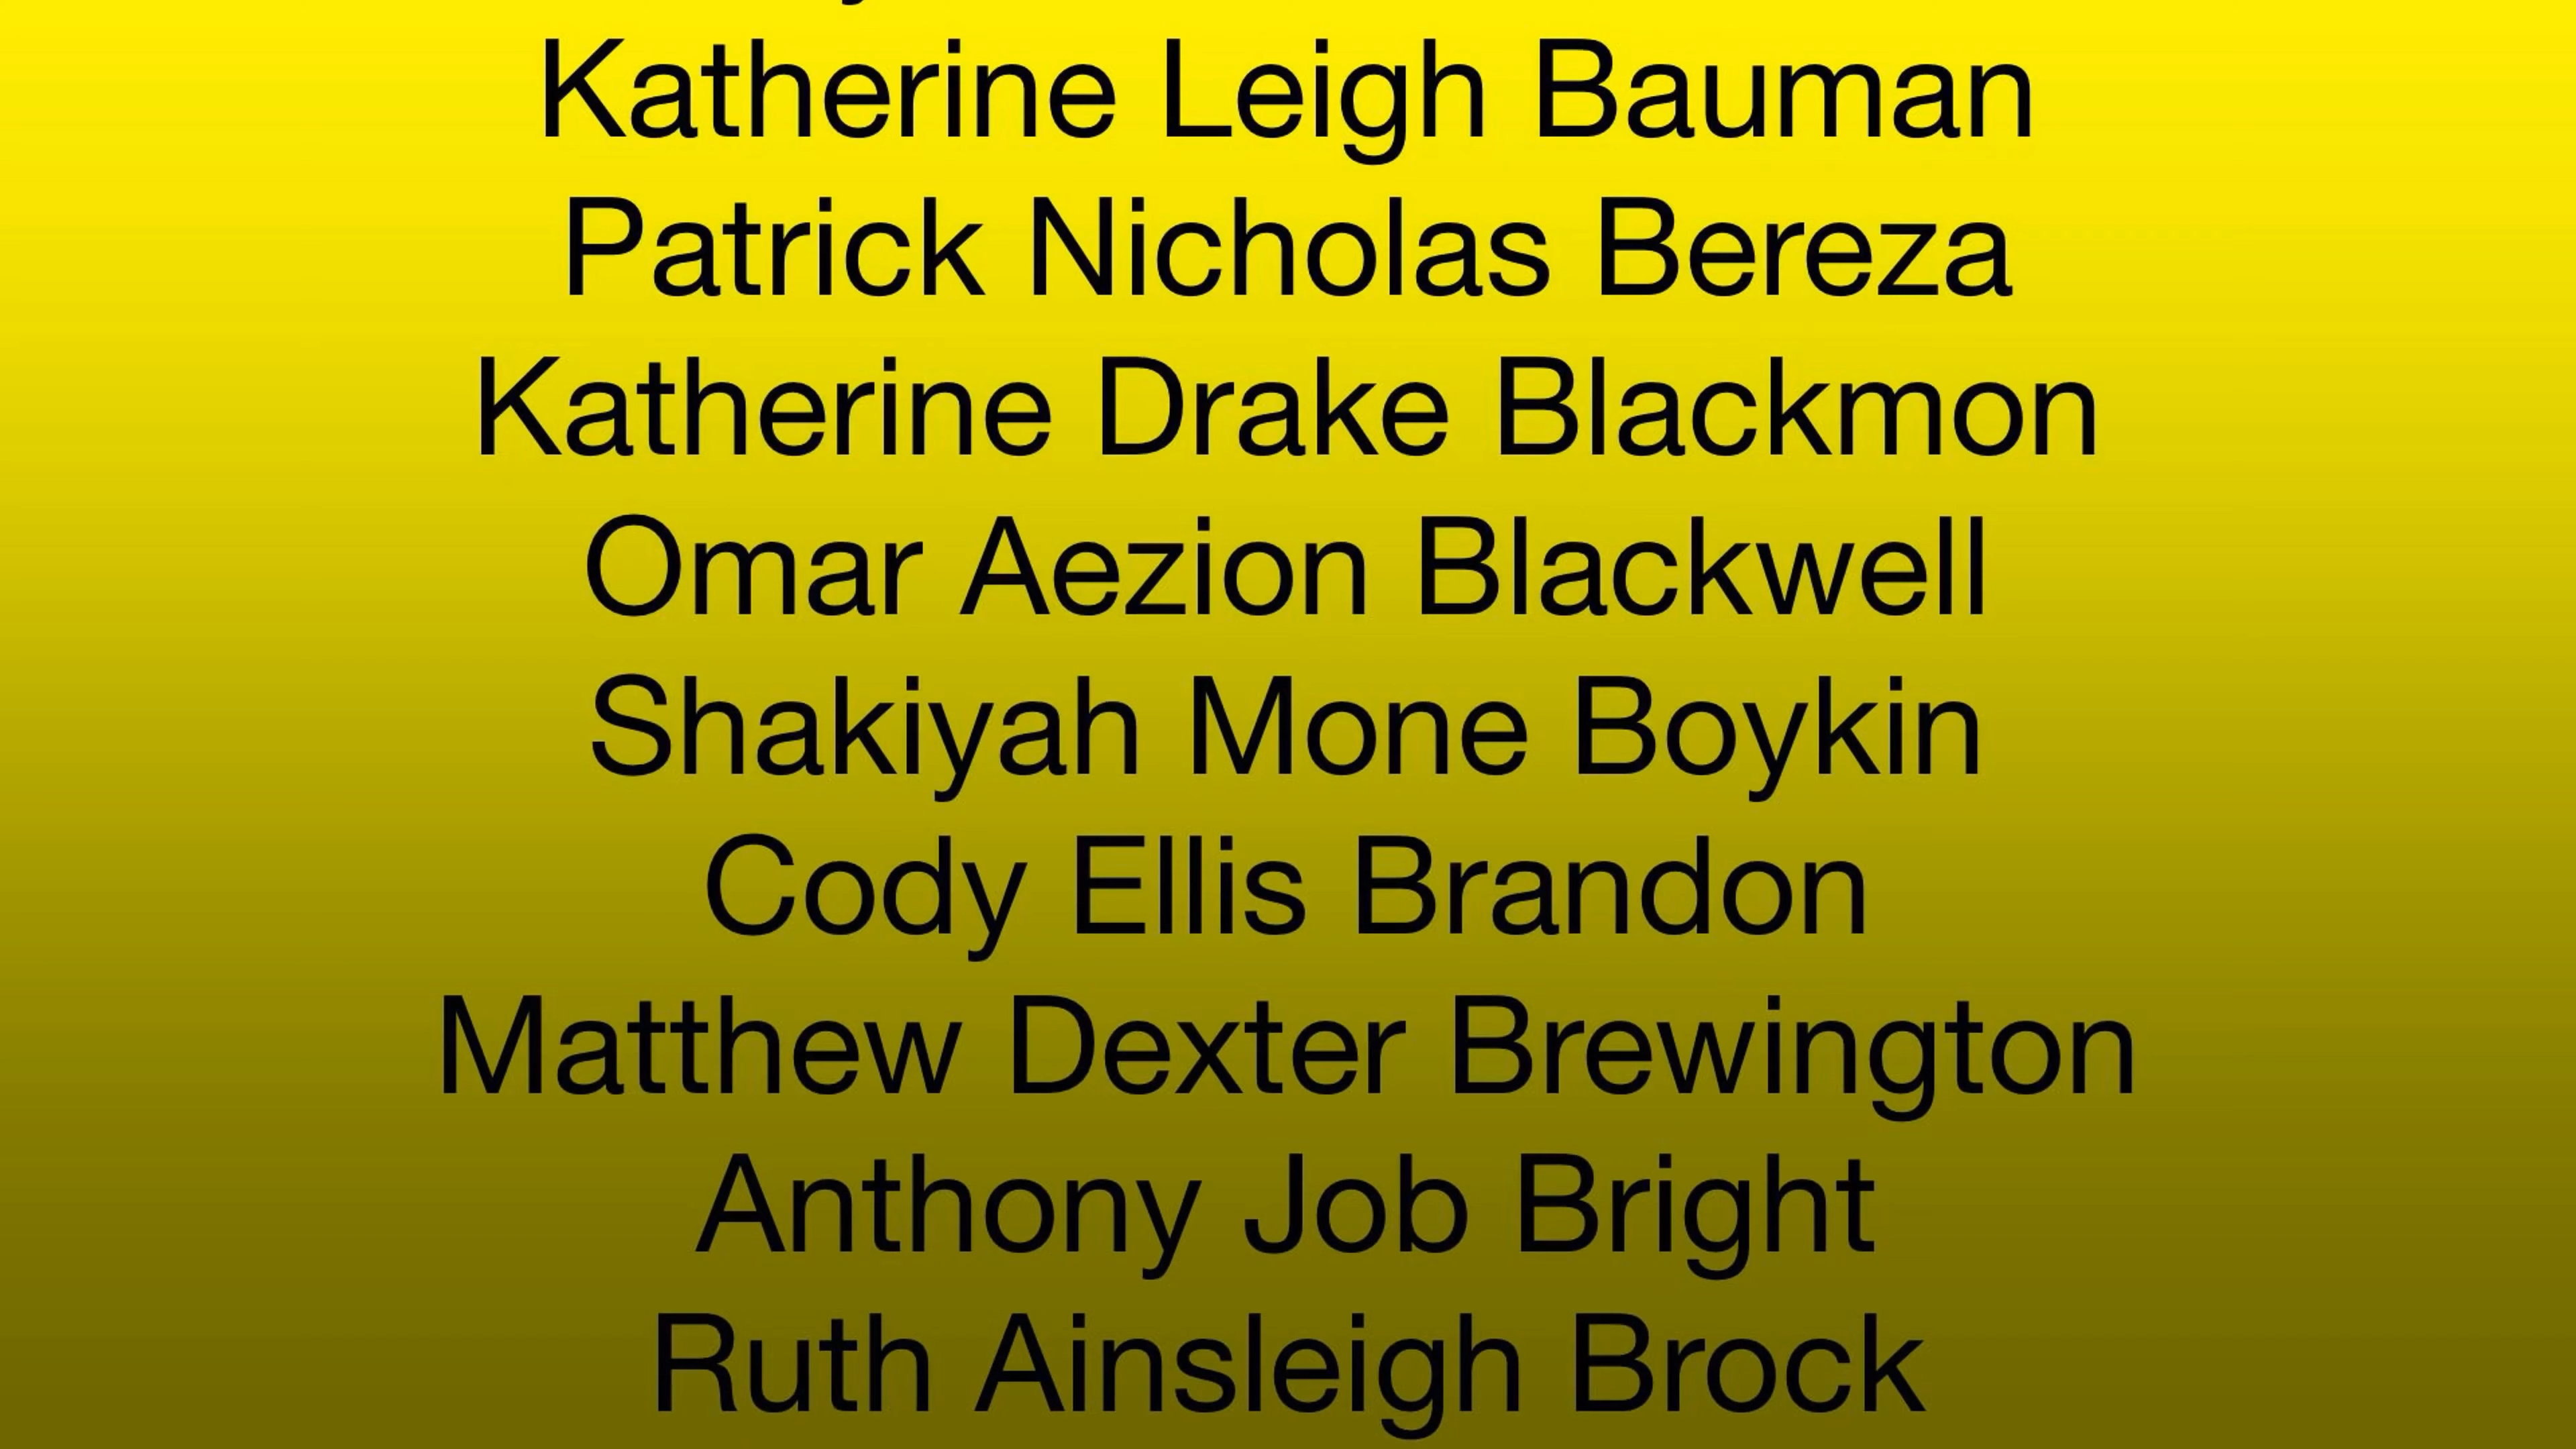 Katherine Leigh Bauman
Patrick Nicholas Bereza
Katherine Drake Blackmon
Omar Aezion Blackwell
Shakiyah Mone Boykin
Cody Ellis Brandon
Matthew Dexter Brewington
Anthony Job Bright
Ruth Ainsleigh Brock